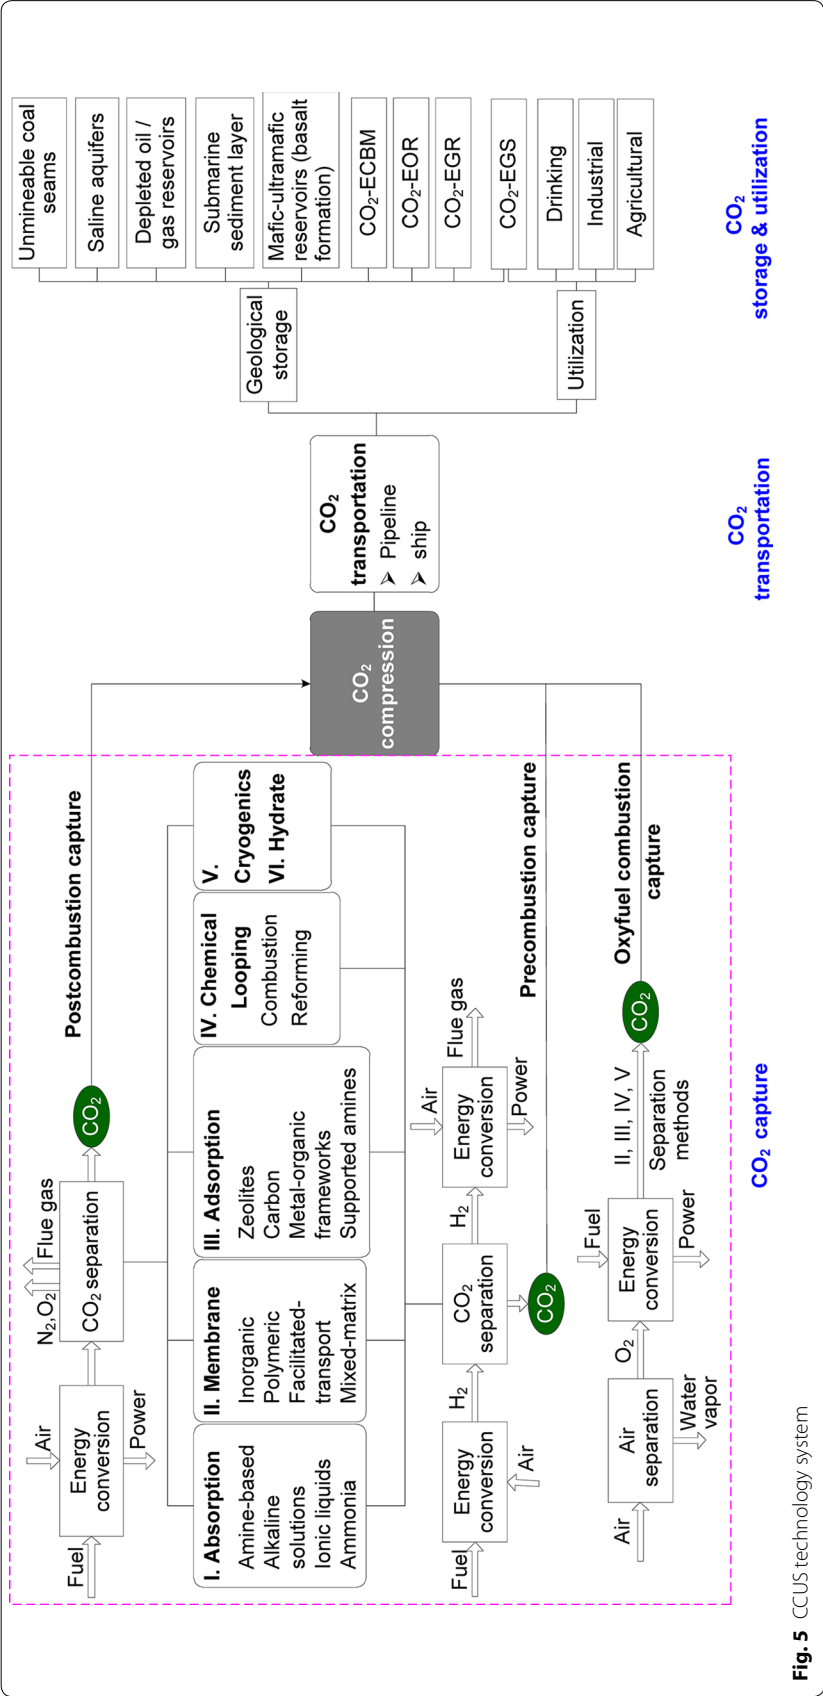 Postcombustion capture
Fuel
Energy
conversion
Air
Power
CO₂ separation
N₂,O₂
Flue gas
CO₂
I. Absorption
Amine-based
Alkaline
solutions
Ionic liquids
Ammonia
II. Membrane
Inorganic
Polymeric
Facilitated-
transport
Mixed-matrix
III. Adsorption
Zeolites
Carbon
Metal-organic
frameworks
Supported amines
IV. Chemical
Looping
Combustion
Reforming
V.
Cryogenics
VI. Hydrate
Fuel
Energy
conversion
Air
H₂
CO₂
separation
H₂
Energy
conversion
Air
Flue gas
Power
CO₂
Precombustion capture
Air
Air
separation
Water
vapor
O₂
Fuel
Energy
conversion
Power
II, III, IV, V
Separation
methods
CO₂
Oxyfuel combustion
capture
CO₂
compression
CO₂
transportation
➢ Pipeline
➢ ship
Geological
storage
Utilization
Unmineable coal
seams
Saline aquifers
Depleted oil /
gas reservoirs
Submarine
sediment layer
Mafic-ultramafic
reservoirs (basalt
formation)
CO₂-ECBM
CO₂-EOR
CO₂-EGR
CO₂-EGS
Drinking
Industrial
Agricultural
CO₂ capture
CO₂
transportation
CO₂
storage & utilization
Fig. 5 CCUS technology system